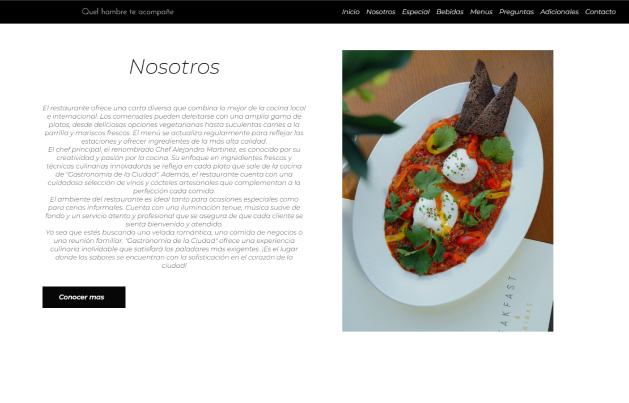 Quel hombre te acompañe
Inicio Nosotros Especial Bebidas Menus Preguntas Adicionales Contacto
Nosotros
El restaurante ofrece una carta diversa que combina lo mejor de la cocina local
e internacional. Los comensales pueden deleitarse con una amplia gama de
platos, desde deliciosas opciones vegetarianas hasta suculentas carnes a la
parrilla y mariscos frescos. El menú se actualiza regularmente para reflejar las
estaciones y ofrecer ingredientes de la más alta calidad.
El chef principal, el renombrado Chef Alejandro Martínez, es conocido por su
creatividad y pasión por la cocina. Su enfoque en ingredientes frescos y
técnicas culinarias innovadoras se refleja en cada plato que sale de la cocina
de "Gastronomía de la Ciudad". Además, el restaurante cuenta con una
cuidadosa selección de vinos y cócteles artesanales que complementan a la
perfección cada comida.
El ambiente del restaurante es ideal tanto para ocasiones especiales como
para cenas informales. Cuenta con una iluminación tenue, música suave de
fondo y un servicio atento y profesional que se asegura de que cada cliente se
sienta bienvenido y atendido.
Ya sea que estés buscando una velada romántica, una comida de negocios o
una reunión familiar, "Gastronomía de la Ciudad" ofrece una experiencia
culinaria inolvidable que satisfará los paladares más exigentes. ¡Es el lugar
donde los sabores se encuentran con la sofisticación en el corazón de la
ciudad!
Conocer mas
AKFAST
&